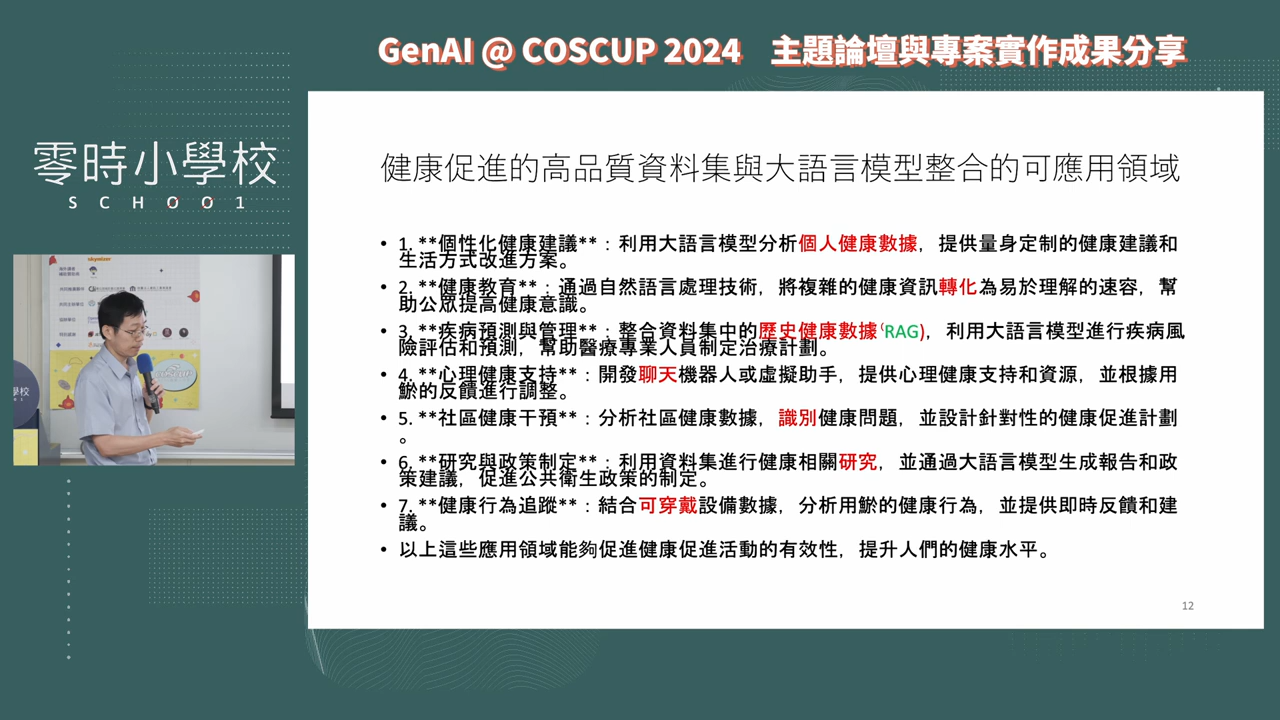 GenAI @ COSCUP 2024 主題論壇與專案實作成果分享
零時小學校
SCHOO1
健康促進的高品質資料集與大語言模型整合的可應用領域
• 1. **個性化健康建議**：利用大語言模型分析個人健康數據，提供量身定制的健康建議和
生活方式改進方案。
• 2. **健康教育**：通過自然語言處理技術，將複雜的健康資訊轉化為易於理解的速容，幫
助公眾提高健康意識。
• 3. **疾病預測與管理**：整合資料集中的歷史健康數據(RAG)，利用大語言模型進行疾病風
險評估和預測，幫助醫療專業人員制定治療計劃。
• 4. **心理健康支持**：開發聊天機器人或虛擬助手，提供心理健康支持和資源，並根據用
歟的反饋進行調整。
• 5. **社區健康干預**：分析社區健康數據，識別健康問題，並設計針對性的健康促進計劃
。
• 6. **研究與政策制定**：利用資料集進行健康相關研究，並通過大語言模型生成報告和政
策建議，促進公共衛生政策的制定。
• 7. **健康行為追蹤**：結合可穿戴設備數據，分析用歟的健康行為，並提供即時反饋和建
議。
• 以上這些應用領域能夠促進健康促進活動的有效性，提升人們的健康水平。
12